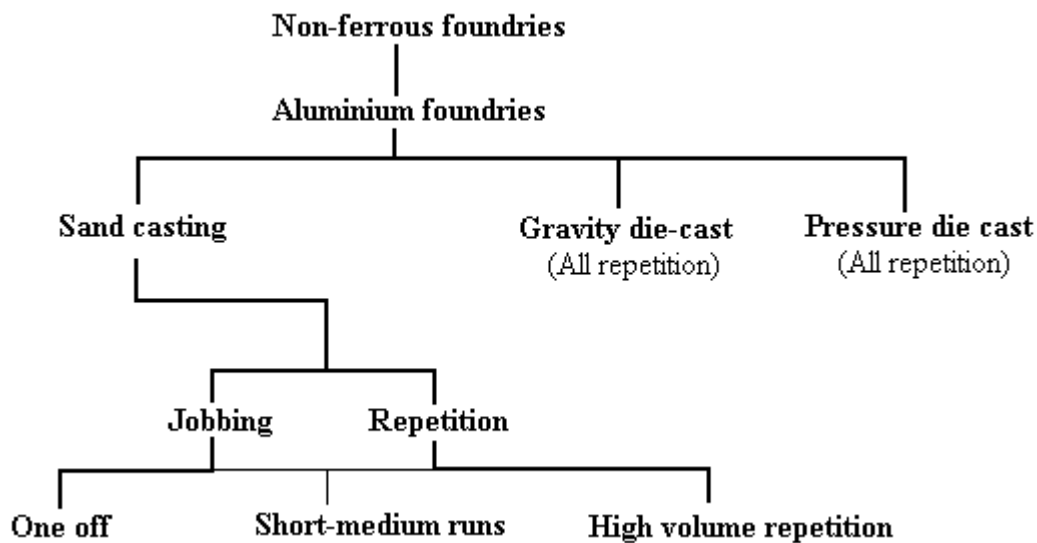 Non-ferrous foundries
Aluminium foundries
Sand casting
Gravity die-cast
(All repetition)
Pressure die cast
(All repetition)
Jobbing
Repetition
One off
Short-medium runs
High volume repetition